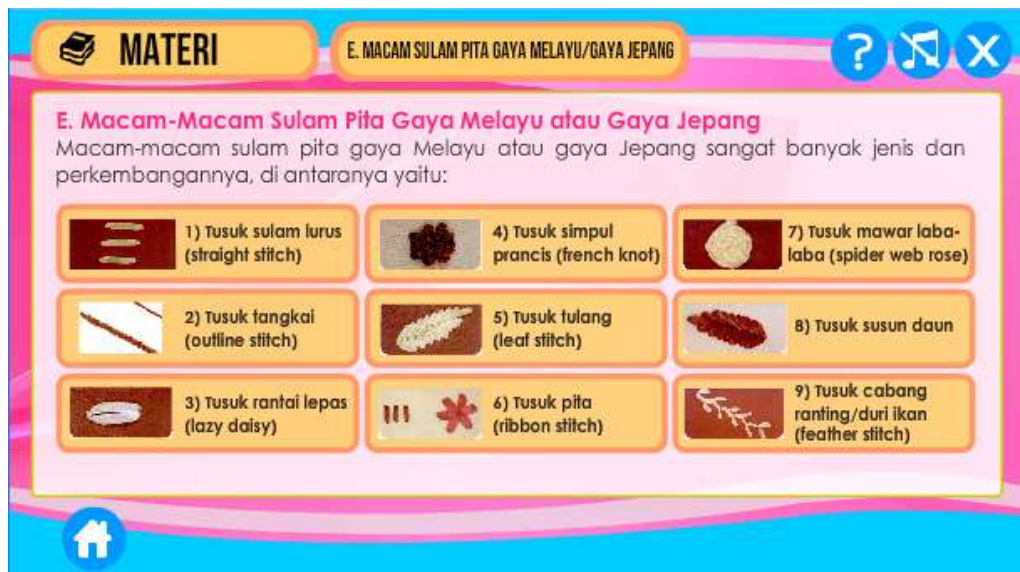 MATERI
E. MACAM SULAM PITA GAYA MELAYU/GAYA JEPANG
?
X
E. Macam-Macam Sulam Pita Gaya Melayu atau Gaya Jepang
Macam-macam sulam pita gaya Melayu atau gaya Jepang sangat banyak jenis dan
perkembangannya, di antaranya yaitu:
1) Tusuk sulam lurus
(straight stitch)
2) Tusuk tangkai
(outline stitch)
3) Tusuk rantai lepas
(lazy daisy)
4) Tusuk simpul
prancis (french knot)
5) Tusuk tulang
(leaf stitch)
6) Tusuk pita
(ribbon stitch)
7) Tusuk mawar laba-
laba (spider web rose)
8) Tusuk susun daun
9) Tusuk cabang
ranting/duri ikan
(feather stitch)